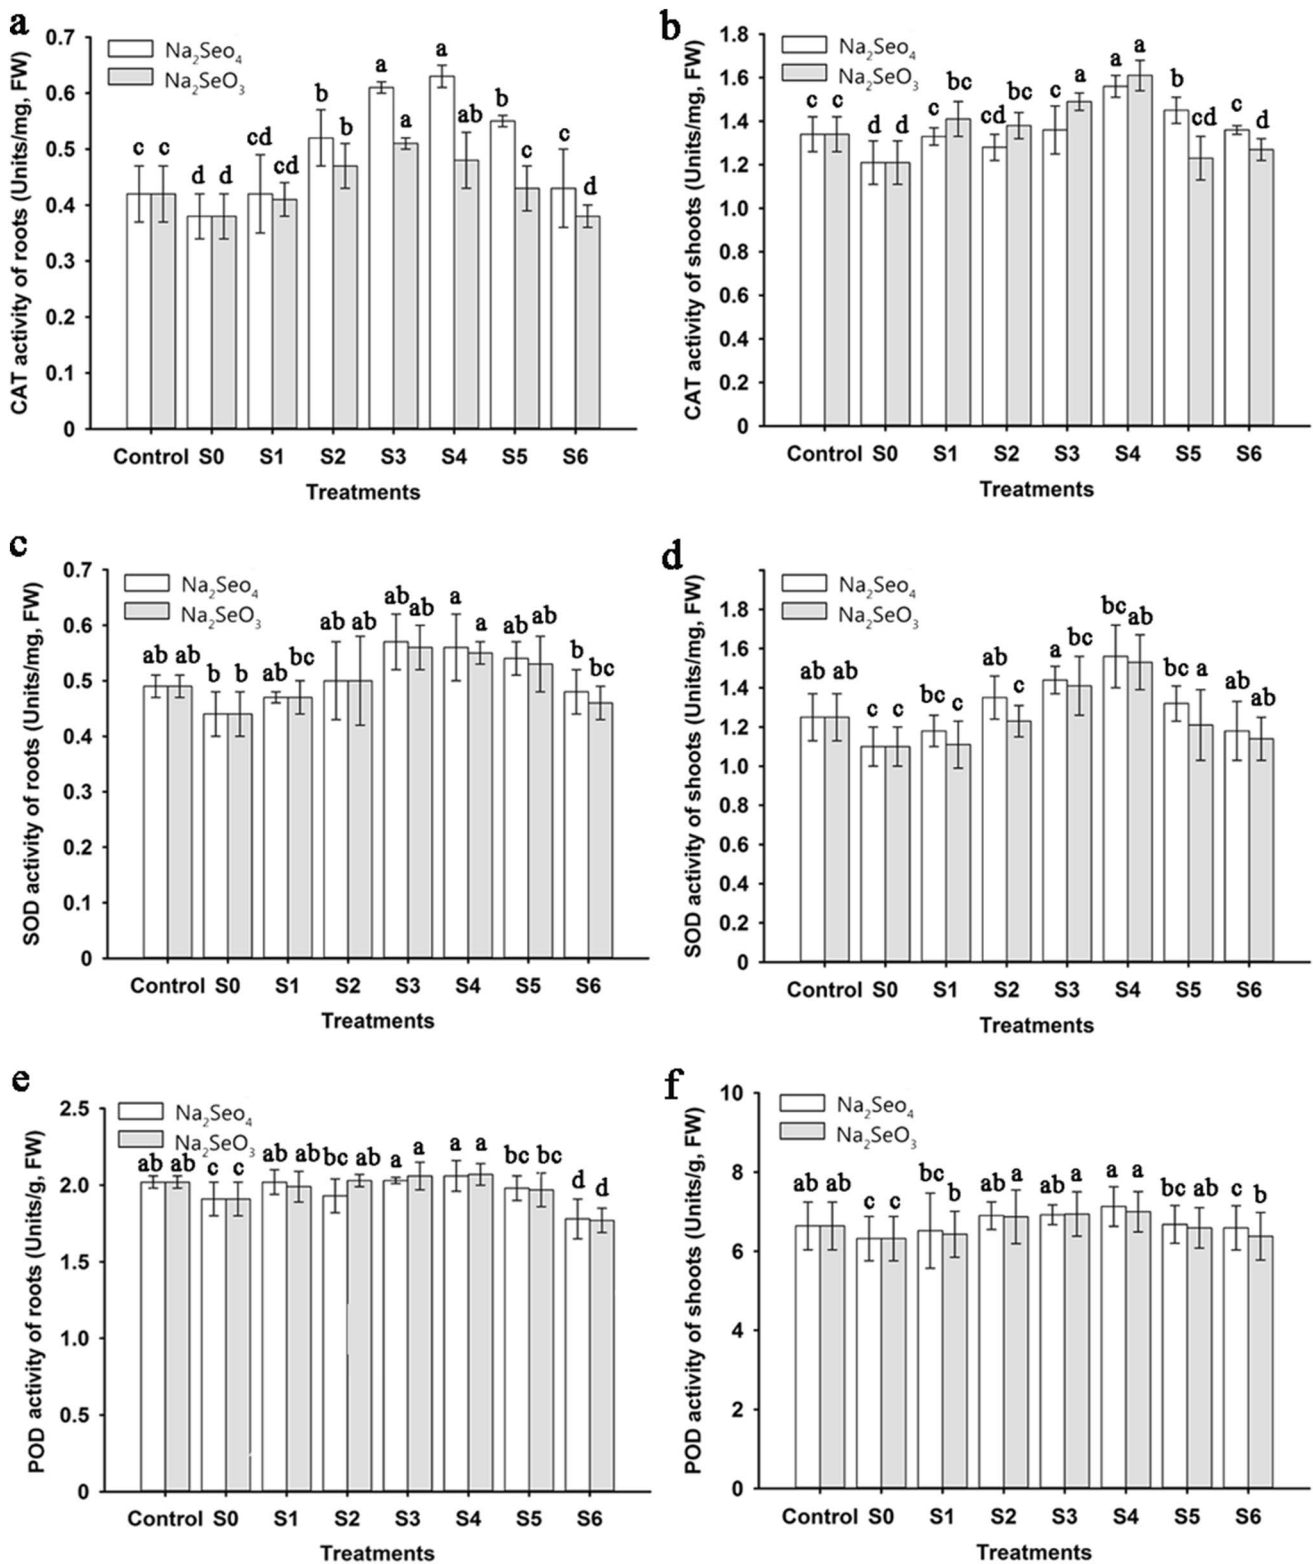 a
CAT activity of roots (Units/mg, FW)
0.7
0.6
0.5
0.4
0.3
0.2
0.1
0
Na₂Seo₄
Na₂SeO₃
c c d d cd cd b b a a a ab b c c d
Control S0 S1 S2 S3 S4 S5 S6
Treatments
b
CAT activity of shoots (Units/mg, FW)
1.8
1.6
1.4
1.2
1.0
0.8
0.6
0.4
0.2
0
Na₂Seo₄
Na₂SeO₃
c c d d c bc cd bc c a a a b cd c d
Control S0 S1 S2 S3 S4 S5 S6
Treatments
c
SOD activity of roots (Units/mg, FW)
0.7
0.6
0.5
0.4
0.3
0.2
0.1
0
Na₂Seo₄
Na₂SeO₃
ab ab b b ab bc ab ab ab ab a a ab ab b bc
Control S0 S1 S2 S3 S4 S5 S6
Treatments
d
SOD activity of shoots (Units/mg, FW)
1.8
1.6
1.4
1.2
1.0
0.8
0.6
0.4
0.2
0
Na₂Seo₄
Na₂SeO₃
ab ab c c bc c ab c a bc bc ab bc a ab ab
Control S0 S1 S2 S3 S4 S5 S6
Treatments
e
POD activity of roots (Units/g, FW)
2.5
2.0
1.5
1.0
0.5
0
Na₂Seo₄
Na₂SeO₃
ab ab c c ab ab bc ab a a a a bc bc d d
Control S0 S1 S2 S3 S4 S5 S6
Treatments
f
POD activity of shoots (Units/g, FW)
10
8
6
4
2
0
Na₂Seo₄
Na₂SeO₃
ab ab c c bc b ab a ab a a a bc ab c b
Control S0 S1 S2 S3 S4 S5 S6
Treatments